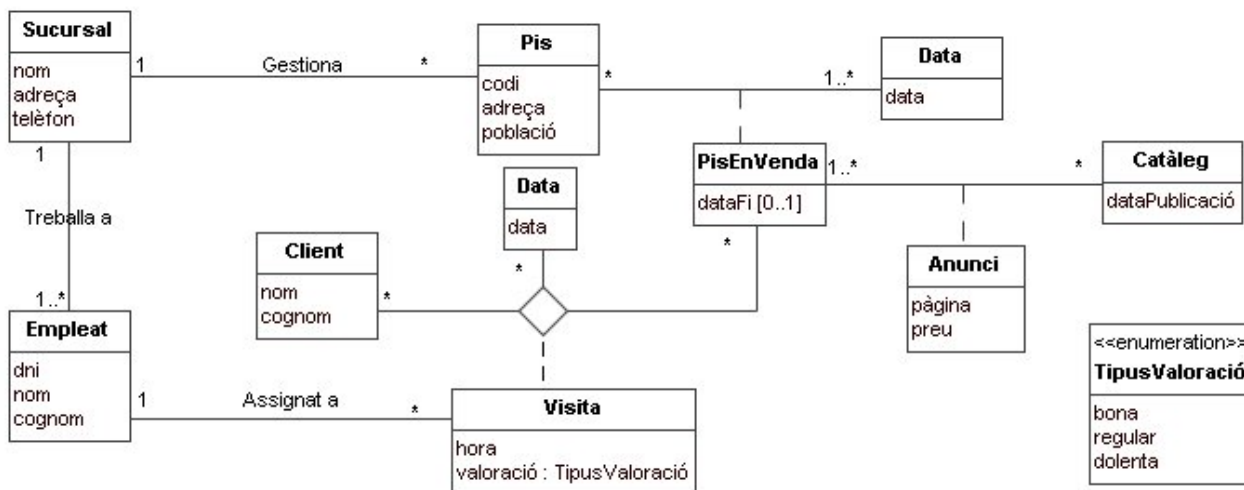 Sucursal
nom
adreça
telèfon
1
Gestiona
*
Pis
codi
adreça
població
*
1..*
Data
data
1
Treballa a
1..*
PisEnVenda
dataFi [0..1]
1..*
*
Catàleg
dataPublicació
Data
data
*
*
Client
nom
cognom
*
Anunci
pàgina
preu
Empleat
dni
nom
cognom
1
Assignat a
*
Visita
hora
valoració : TipusValoració
<<enumeration>>
TipusValoració
bona
regular
dolenta